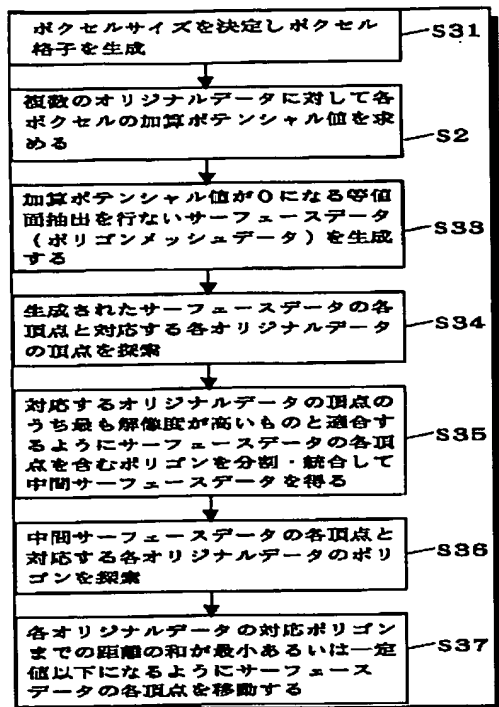 ボクセルサイズを決定しボクセル
格子を生成
S31
複数のオリジナルデータに対して各
ボクセルの加算ポテンシャル値を求
める
S2
加算ポテンシャル値が0になる等値
面抽出を行ないサーフェースデータ
(ポリゴンメッシュデータ)を生成
する
S33
生成されたサーフェースデータの各
頂点と対応する各オリジナルデータ
の頂点を探索
S34
対応するオリジナルデータの頂点の
うち最も解像度が高いものと適合す
るようにサーフェースデータの各頂
点を含むポリゴンを分割・統合して
中間サーフェースデータを得る
S35
中間サーフェースデータの各頂点と
対応する各オリジナルデータのポリ
ゴンを探索
S36
各オリジナルデータの対応ポリゴン
までの距離の和が最小あるいは一定
値以下になるようにサーフェース
データの各頂点を移動する
S37